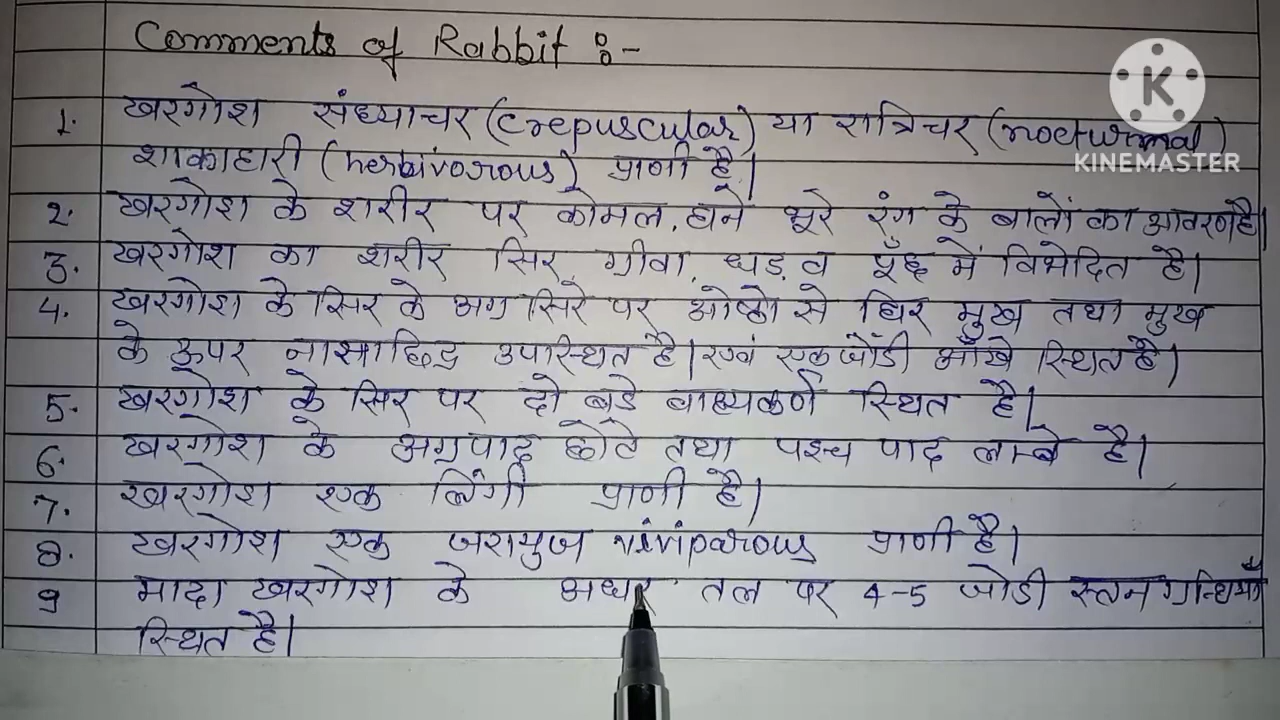 Comments of Rabbit :-
1. खरगोश संध्याचर (crepuscular) या रात्रिचर (nocturnal)
शाकाहारी (herbivorous) प्राणी है।
2. खरगोश के शरीर पर कोमल, घने भूरे रंग के बालों का आवरण है।
3. खरगोश का शरीर सिर, ग्रीवा, धड़ व पूँछ में विभेदित है।
4. खरगोश के सिर के अग्र सिरे पर ओष्ठो से घिर मुख तथा मुख
के ऊपर नासाछिद्र उपस्थित है। एवं एक जोंडी आँखे स्थित है।
5. खरगोश के सिर पर दो बडे बाह्यकर्ण स्थित है।
6. खरगोश के अग्रपाद छोटे तथा पश्च पाद लम्बे है।
7. खरगोश एक लिंगी प्राणी है।
8. खरगोश एक जरायुज viviparous प्राणी है।
9 मादा खरगोश के अधर तल पर 4-5 जोडी स्तन ग्रन्थियाँ
स्थित है।
K
KINEMASTER